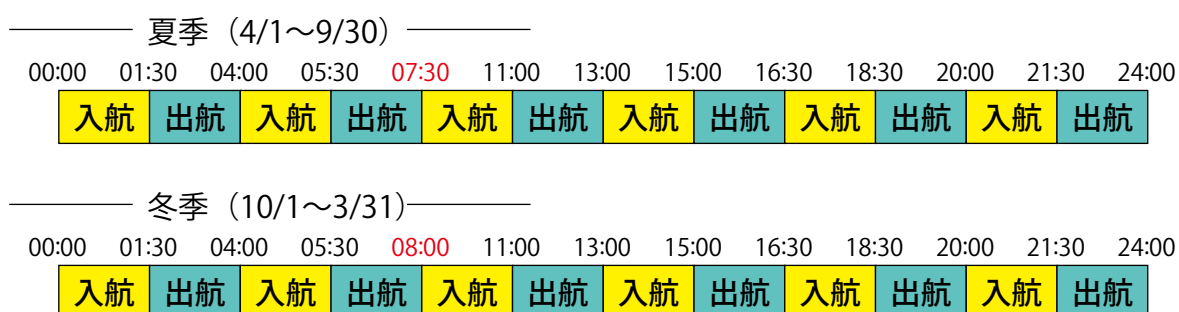 夏季（4/1～9/30）
00:00 01:30 04:00 05:30 07:30 11:00 13:00 15:00 16:30 18:30 20:00 21:30 24:00
入航 出航 入航 出航 入航 出航 入航 出航 入航 出航 入航 出航
冬季（10/1～3/31）
00:00 01:30 04:00 05:30 08:00 11:00 13:00 15:00 16:30 18:30 20:00 21:30 24:00
入航 出航 入航 出航 入航 出航 入航 出航 入航 出航 入航 出航